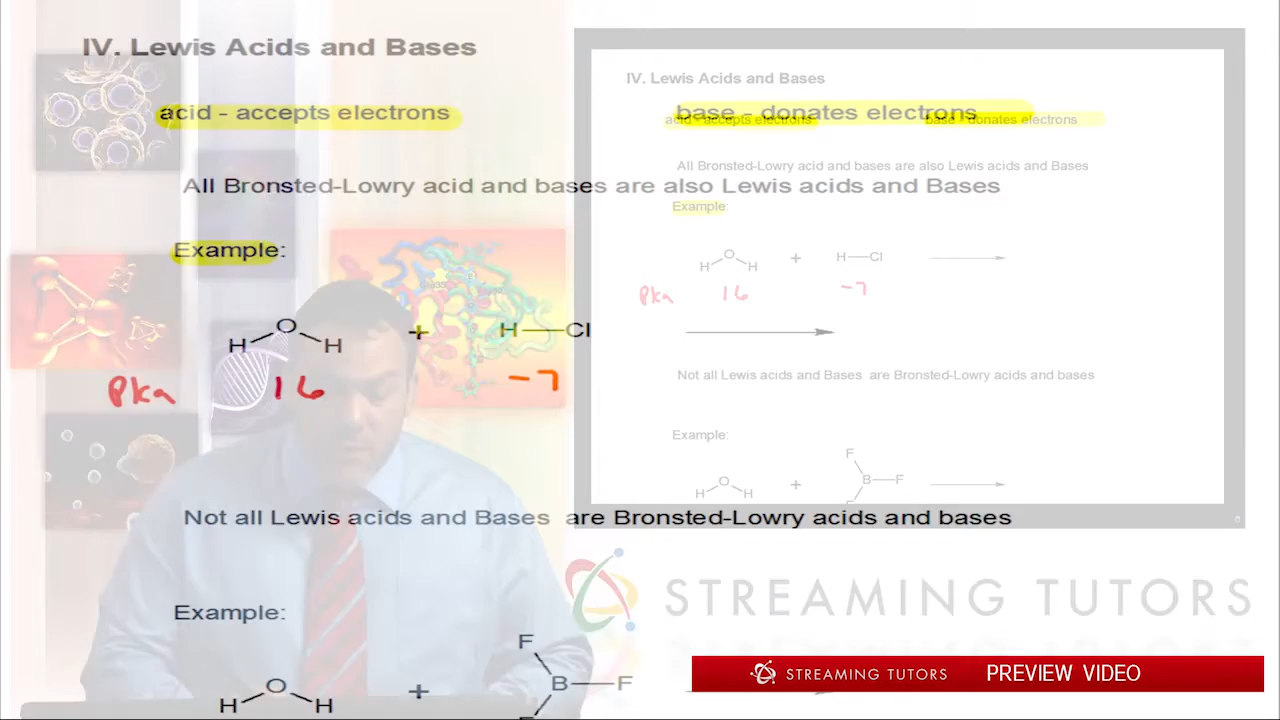 IV. Lewis Acids and Bases
acid - accepts electrons
base - donates electrons
All Bronsted-Lowry acid and bases are also Lewis acids and Bases
Example:
H O H + H Cl
Pka 16 -7
Not all Lewis acids and Bases are Bronsted-Lowry acids and bases
Example:
F
H O H + B F
F
IV. Lewis Acids and Bases
acid - accepts electrons base - donates electrons
All Bronsted-Lowry acid and bases are also Lewis acids and Bases
Example:
H O H + H Cl
Pka 16 -7
Not all Lewis acids and Bases are Bronsted-Lowry acids and bases
Example:
F
H O H + B F
F
STREAMING TUTORS
STREAMING TUTORS PREVIEW VIDEO